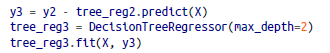 y3 = y2 - tree_reg2.predict(X)
tree_reg3 = DecisionTreeRegressor(max_depth=2)
tree_reg3.fit(X, y3)